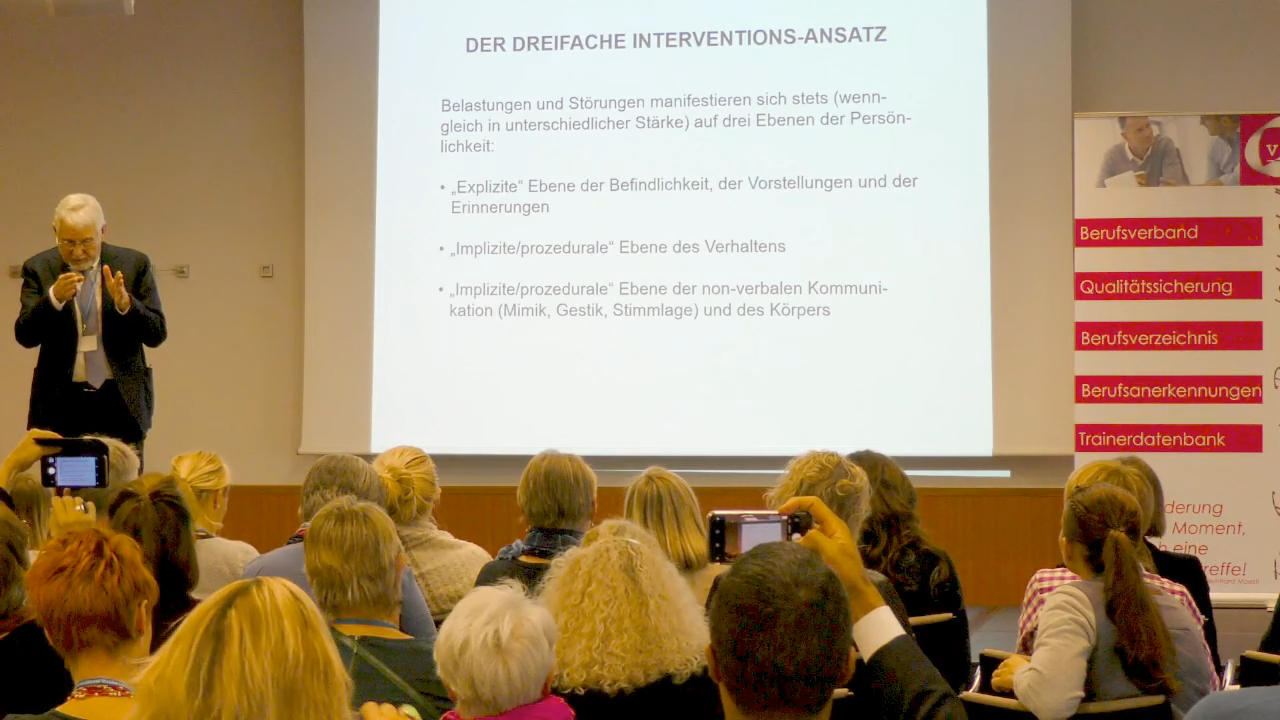 DER DREIFACHE INTERVENTIONS-ANSATZ
Belastungen und Störungen manifestieren sich stets (wenn-
gleich in unterschiedlicher Stärke) auf drei Ebenen der Persön-
lichkeit:
• „Explizite“ Ebene der Befindlichkeit, der Vorstellungen und der
Erinnerungen
• „Implizite/prozedurale“ Ebene des Verhaltens
• „Implizite/prozedurale“ Ebene der non-verbalen Kommuni-
kation (Mimik, Gestik, Stimmlage) und des Körpers
Berufsverband
Qualitätssicherung
Berufsverzeichnis
Berufsanerkennungen
Trainerdatenbank
Moment,
eine